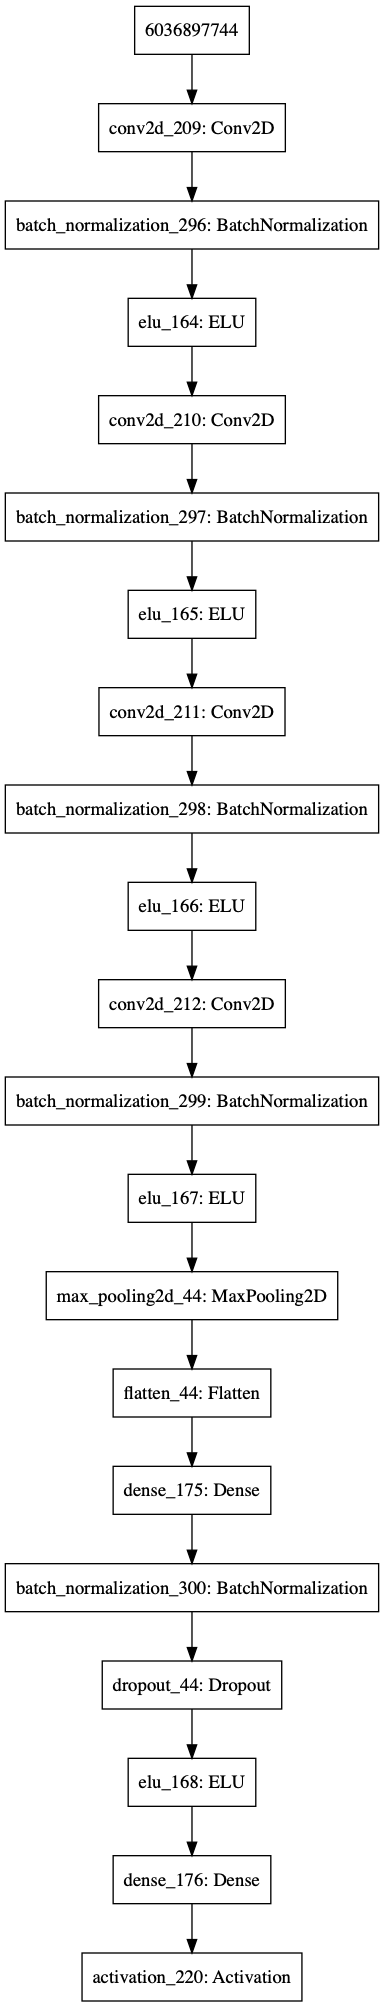 6036897744
conv2d_209: Conv2D
batch_normalization_296: BatchNormalization
elu_164: ELU
conv2d_210: Conv2D
batch_normalization_297: BatchNormalization
elu_165: ELU
conv2d_211: Conv2D
batch_normalization_298: BatchNormalization
elu_166: ELU
conv2d_212: Conv2D
batch_normalization_299: BatchNormalization
elu_167: ELU
max_pooling2d_44: MaxPooling2D
flatten_44: Flatten
dense_175: Dense
batch_normalization_300: BatchNormalization
dropout_44: Dropout
elu_168: ELU
dense_176: Dense
activation_220: Activation